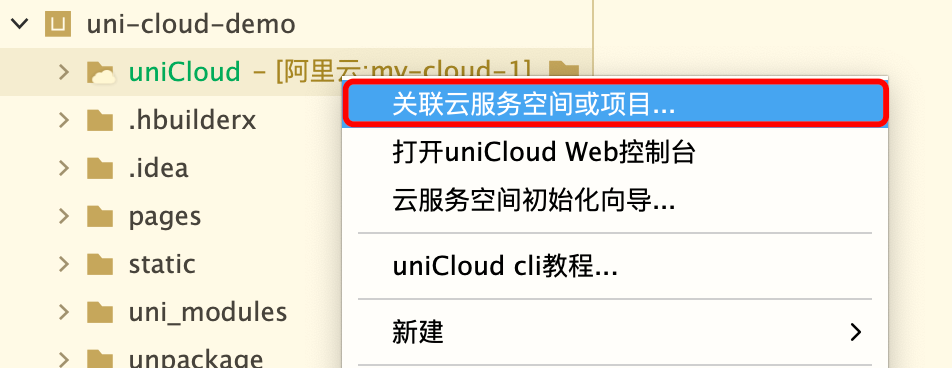 uni-cloud-demo
uniCloud - [阿里云:my-cloud-1]
关联云服务空间或项目...
.hbuilderx
打开uniCloud Web控制台
.idea
云服务空间初始化向导...
pages
static
uniCloud cli教程...
uni_modules
新建
unpackage